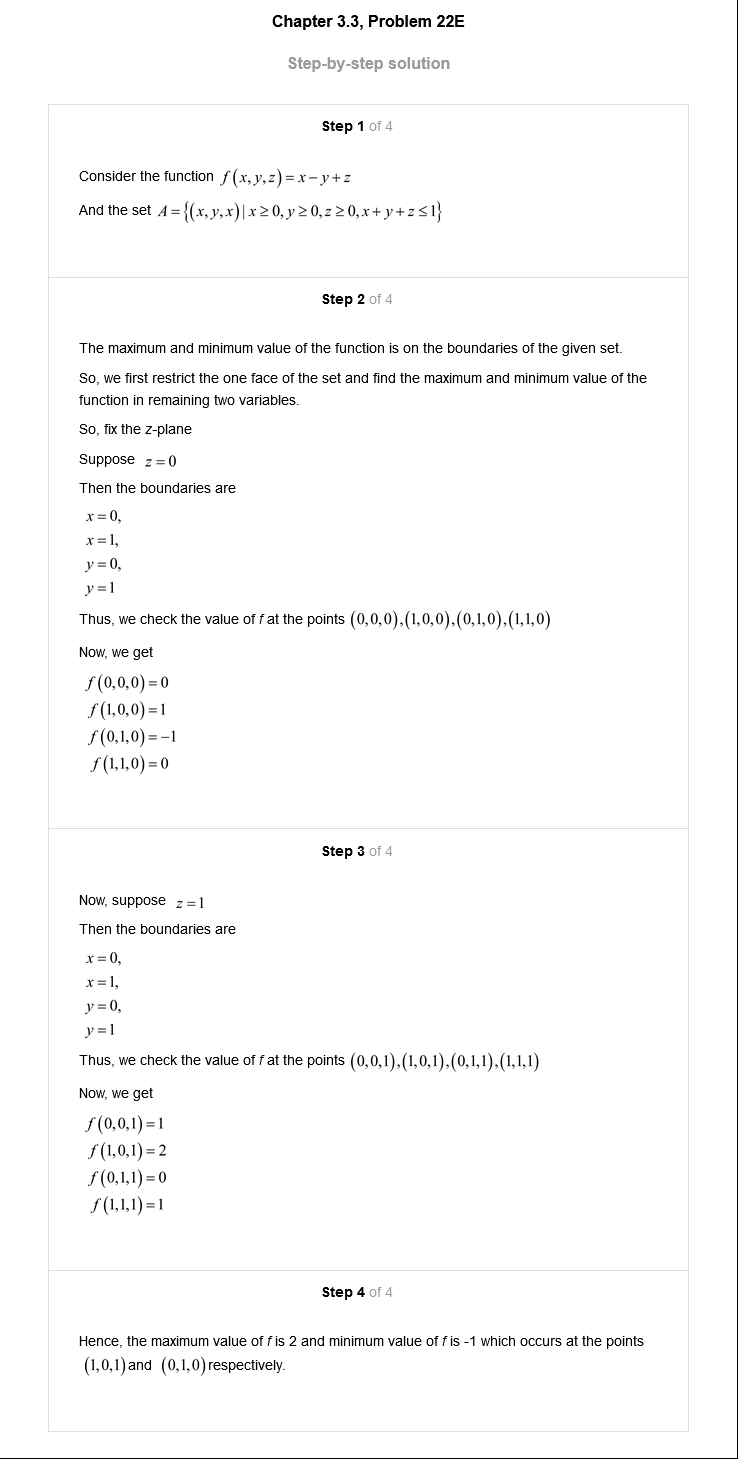 Chapter 3.3, Problem 22E
Step-by-step solution
Step 1 of 4
Consider the function f(x,y,z)=x−y+z
And the set A={(x,y,x)|x≥0,y≥0,z≥0,x+y+z≤1}
Step 2 of 4
The maximum and minimum value of the function is on the boundaries of the given set.
So, we first restrict the one face of the set and find the maximum and minimum value of the
function in remaining two variables.
So, fix the z-plane
Suppose z=0
Then the boundaries are
x=0,
x=1,
y=0,
y=1
Thus, we check the value of f at the points (0,0,0),(1,0,0),(0,1,0),(1,1,0)
Now, we get
f(0,0,0)=0
f(1,0,0)=1
f(0,1,0)=−1
f(1,1,0)=0
Step 3 of 4
Now, suppose z=1
Then the boundaries are
x=0,
x=1,
y=0,
y=1
Thus, we check the value of f at the points (0,0,1),(1,0,1),(0,1,1),(1,1,1)
Now, we get
f(0,0,1)=1
f(1,0,1)=2
f(0,1,1)=0
f(1,1,1)=1
Step 4 of 4
Hence, the maximum value of f is 2 and minimum value of f is -1 which occurs at the points
(1,0,1) and (0,1,0) respectively.